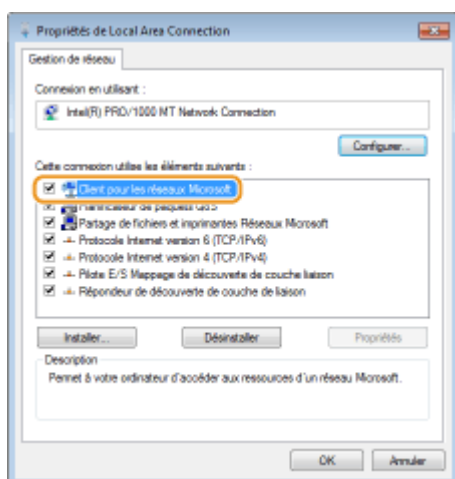 Propriétés de Local Area Connection
Gestion de réseau
Connexion en utilisant :
Intel(R) PRO/1000 MT Network Connection
Configurer...
Cette connexion utilise les éléments suivants :
Client pour les réseaux Microsoft
Planificateur de paquets QoS
Partage de fichiers et imprimantes Réseaux Microsoft
Protocole Internet version 6 (TCP/IPv6)
Protocole Internet version 4 (TCP/IPv4)
Pilote E/S Mappage de découverte de couche liaison
Répondeur de découverte de couche de liaison
Installer...
Désinstaller
Propriétés
Description
Permet à votre ordinateur d'accéder aux ressources d'un réseau Microsoft.
OK
Annuler